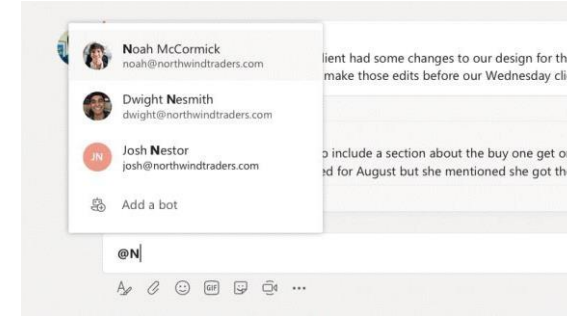 Noah McCormick
noah@northwindtraders.com
Dwight Nesmith
dwight@northwindtraders.com
JN
Josh Nestor
josh@northwindtraders.com
Add a bot
lient had some changes to our design for th
make those edits before our Wednesday cli
include a section about the buy one get o
ed for August but she mentioned she got th
@N
GIF